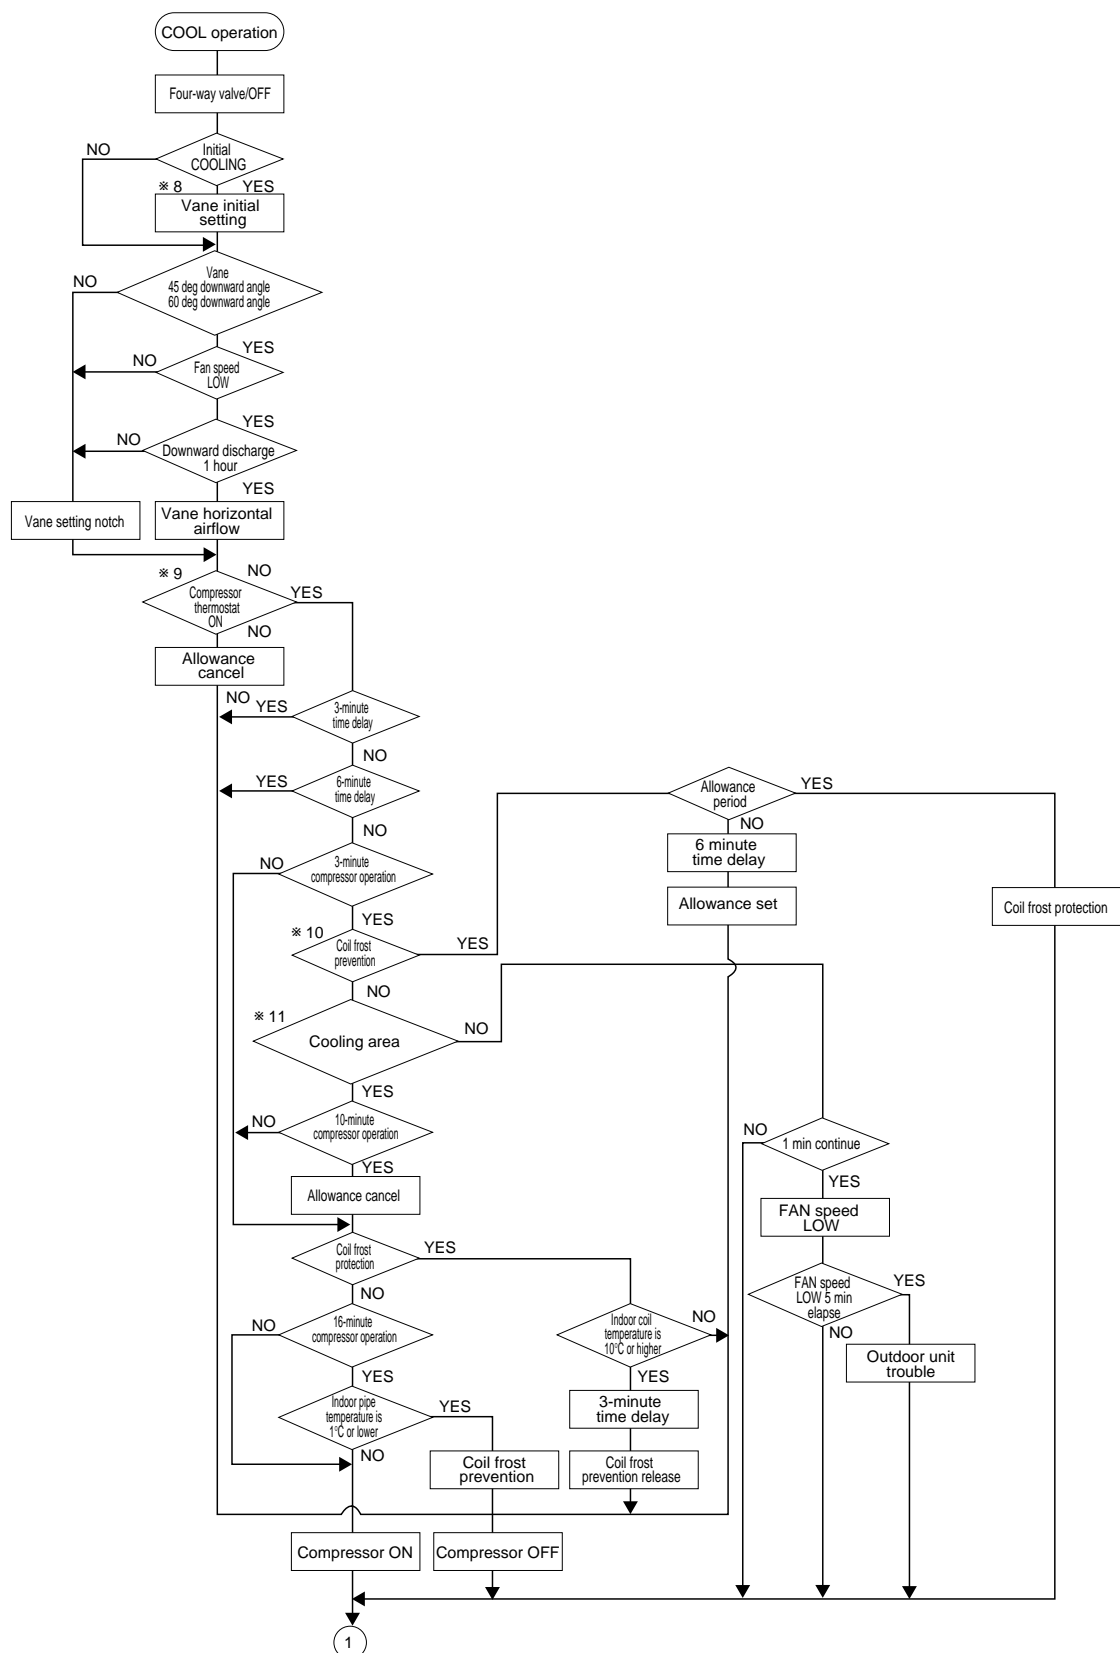 COOL operation
Four-way valve/OFF
Initial
COOLING
NO
※ 8
YES
Vane initial
setting
Vane
45 deg downward angle
60 deg downward angle
NO
YES
Fan speed
LOW
NO
YES
Downward discharge
1 hour
NO
YES
Vane setting notch
Vane horizontal
airflow
※ 9
NO
Compressor
thermostat
ON
YES
NO
Allowance
cancel
NO
YES
3-minute
time delay
NO
YES
6-minute
time delay
NO
Allowance
period
YES
NO
6 minute
time delay
Allowance set
Coil frost protection
NO
3-minute
compressor operation
YES
※ 10
Coil frost
prevention
YES
NO
※ 11
Cooling area
NO
YES
NO
10-minute
compressor operation
YES
Allowance cancel
NO
1 min continue
YES
FAN speed
LOW
FAN speed
LOW 5 min
elapse
YES
NO
Outdoor unit
trouble
Coil frost
protection
YES
NO
NO
16-minute
compressor operation
YES
Indoor coil
temperature is
10°C or higher
NO
YES
3-minute
time delay
Coil frost
prevention release
Indoor pipe
temperature is
1°C or lower
YES
NO
Coil frost
prevention
Compressor ON
Compressor OFF
1